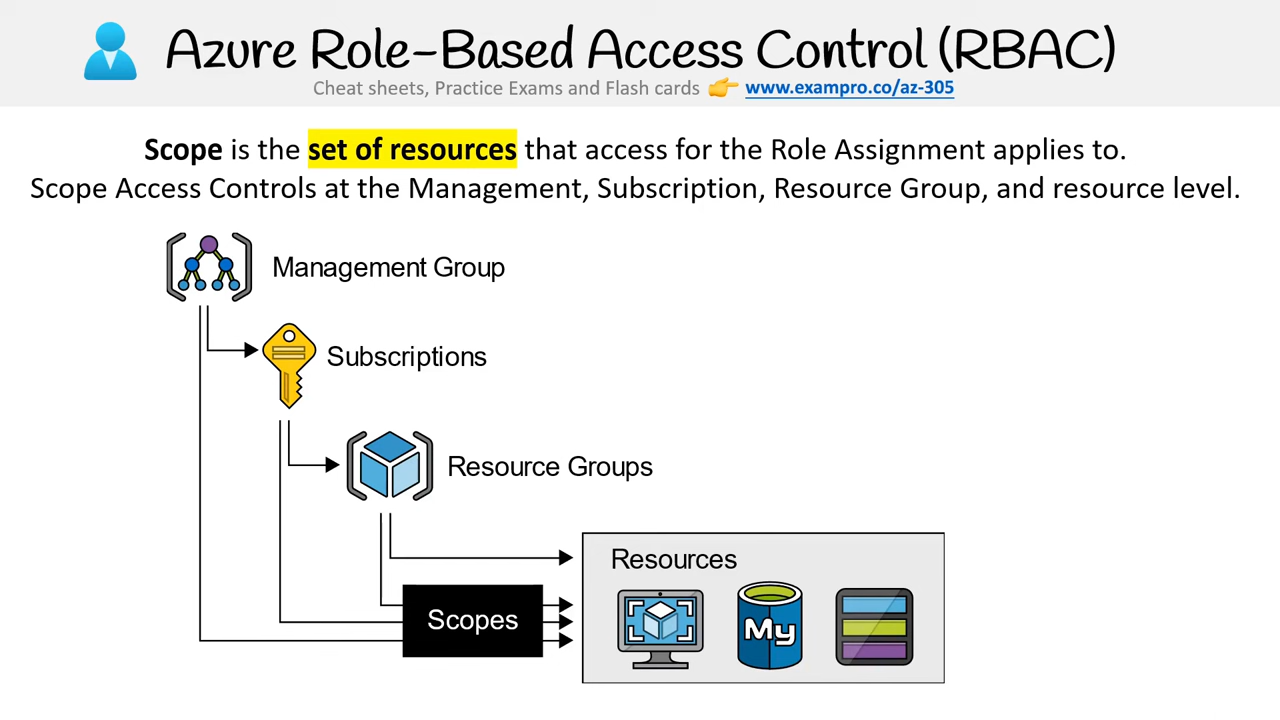 Azure Role-Based Access Control (RBAC)
Cheat sheets, Practice Exams and Flash cards 👉 www.exampro.co/az-305
Scope is the set of resources that access for the Role Assignment applies to.
Scope Access Controls at the Management, Subscription, Resource Group, and resource level.
Management Group
Subscriptions
Resource Groups
Resources
Scopes
My